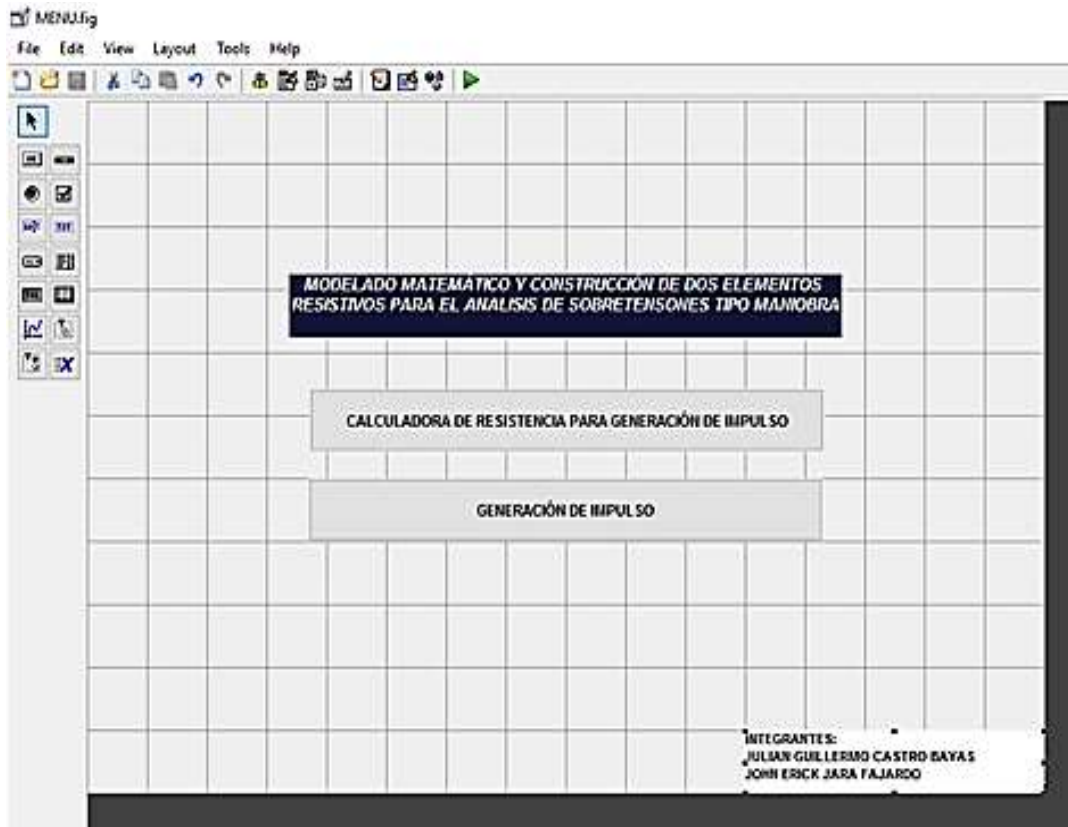 MENU.fig
File Edit View Layout Tools Help
MODELADO MATEMÁTICO Y CONSTRUCCIÓN DE DOS ELEMENTOS
RESISTIVOS PARA EL ANALISIS DE SOBRETENSONES TIPO MANIOBRA
CALCULADORA DE RESISTENCIA PARA GENERACIÓN DE IMPULSO
GENERACIÓN DE IMPULSO
INTEGRANTES:
JULIAN GUILLERMO CASTRO BAYAS
JOHN ERICK JARA FAJARDO